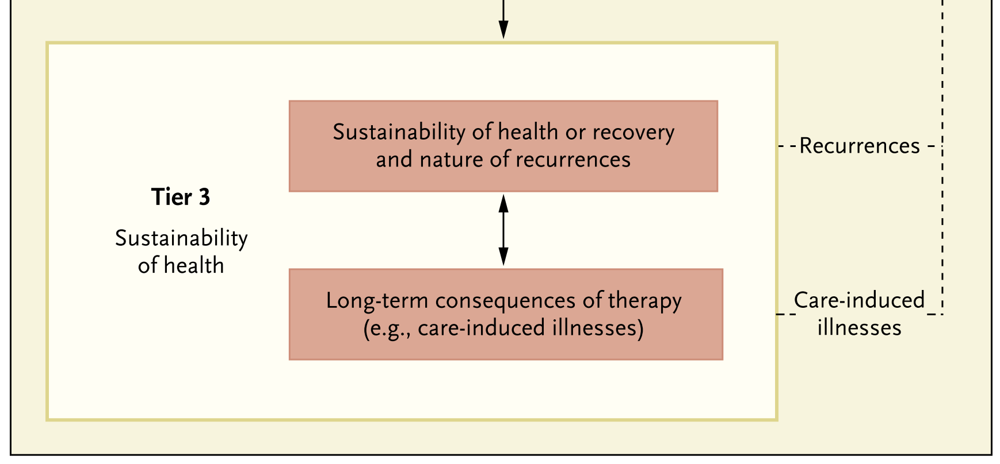 Sustainability of health or recovery
and nature of recurrences
Recurrences
Tier 3
Sustainability
of health
Long-term consequences of therapy
(e.g., care-induced illnesses)
Care-induced
illnesses